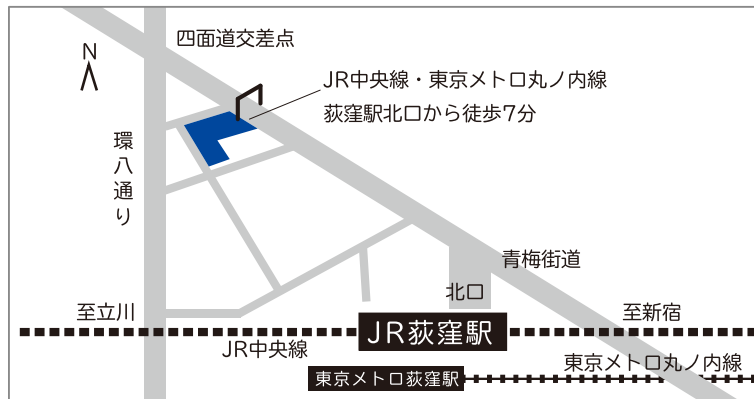 四面道交差点
N
JR中央線・東京メトロ丸ノ内線
荻窪駅北口から徒歩7分
環八通り
青梅街道
北口
至立川
至新宿
JR荻窪駅
JR中央線
東京メトロ丸ノ内線
東京メトロ荻窪駅